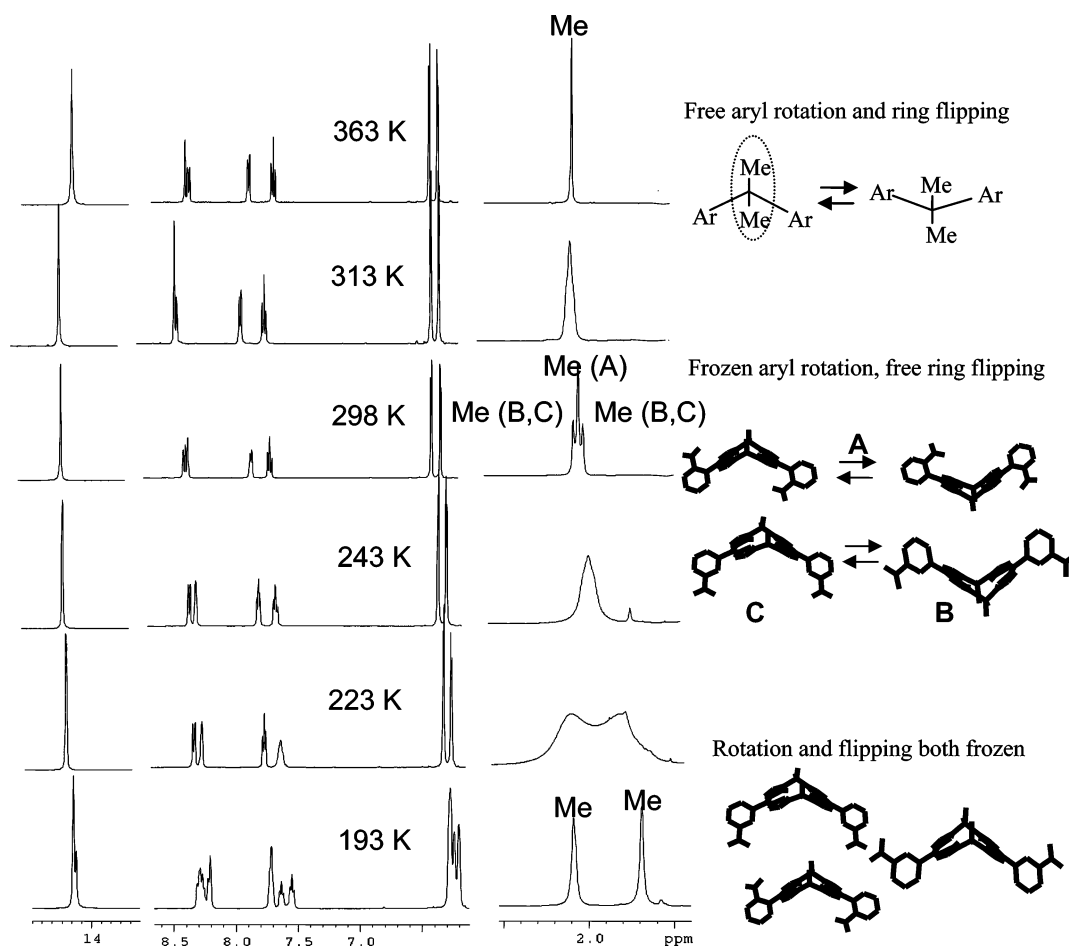 Me
363 K
Free aryl rotation and ring flipping
Me
Ar
Me
Ar
Me
Ar
Ar
Me
313 K
Me (A)
Frozen aryl rotation, free ring flipping
298 K
Me (B,C)
Me (B,C)
A
243 K
C
B
223 K
Rotation and flipping both frozen
193 K
Me
Me
14
8.5
8.0
7.5
7.0
2.0
ppm